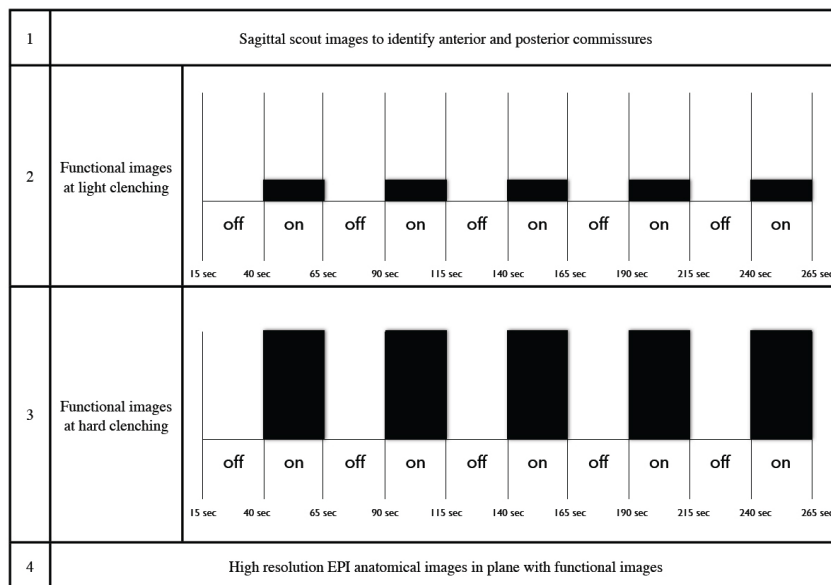 1
Sagittal scout images to identify anterior and posterior commissures
2
Functional images
at light clenching
off on off on off on off on off on
15 sec 40 sec 65 sec 90 sec 115 sec 140 sec 165 sec 190 sec 215 sec 240 sec 265 sec
3
Functional images
at hard clenching
off on off on off on off on off on
15 sec 40 sec 65 sec 90 sec 115 sec 140 sec 165 sec 190 sec 215 sec 240 sec 265 sec
4
High resolution EPI anatomical images in plane with functional images